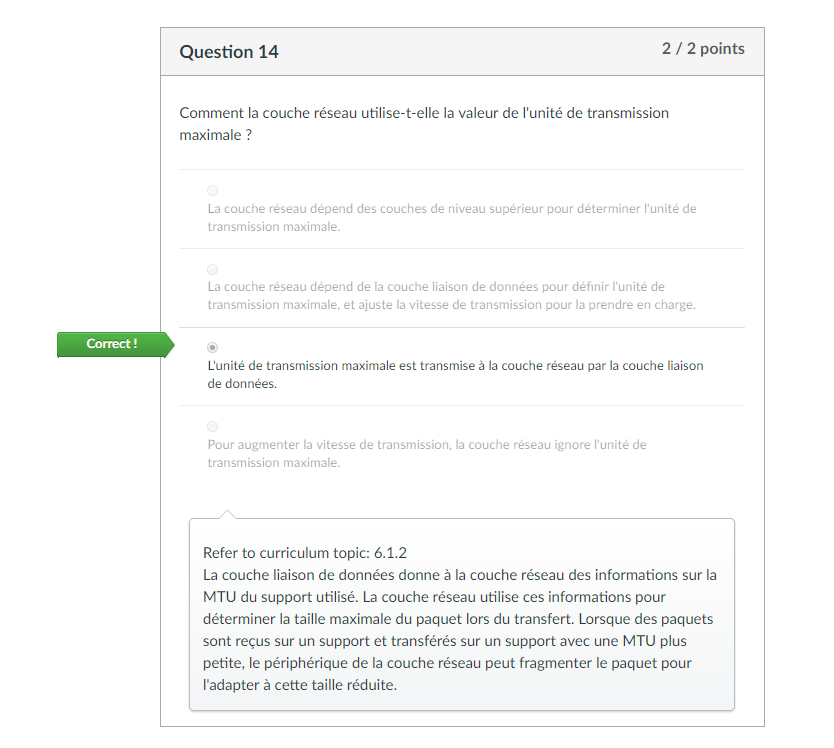 Question 14
2 / 2 points
Comment la couche réseau utilise-t-elle la valeur de l'unité de transmission
maximale ?
La couche réseau dépend des couches de niveau supérieur pour déterminer l'unité de
transmission maximale.
La couche réseau dépend de la couche liaison de données pour définir l'unité de
transmission maximale, et ajuste la vitesse de transmission pour la prendre en charge.
Correct !
L'unité de transmission maximale est transmise à la couche réseau par la couche liaison
de données.
Pour augmenter la vitesse de transmission, la couche réseau ignore l'unité de
transmission maximale.
Refer to curriculum topic: 6.1.2
La couche liaison de données donne à la couche réseau des informations sur la
MTU du support utilisé. La couche réseau utilise ces informations pour
déterminer la taille maximale du paquet lors du transfert. Lorsque des paquets
sont reçus sur un support et transférés sur un support avec une MTU plus
petite, le périphérique de la couche réseau peut fragmenter le paquet pour
l'adapter à cette taille réduite.